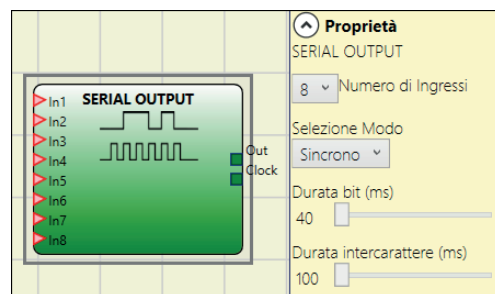 In1
SERIAL OUTPUT
In2
In3
In4
In5
In6
In7
In8
Out
Clock
Proprietà
SERIAL OUTPUT
8 Numero di Ingressi
Selezione Modo
Sincrono
Durata bit (ms)
40
Durata intercarattere (ms)
100